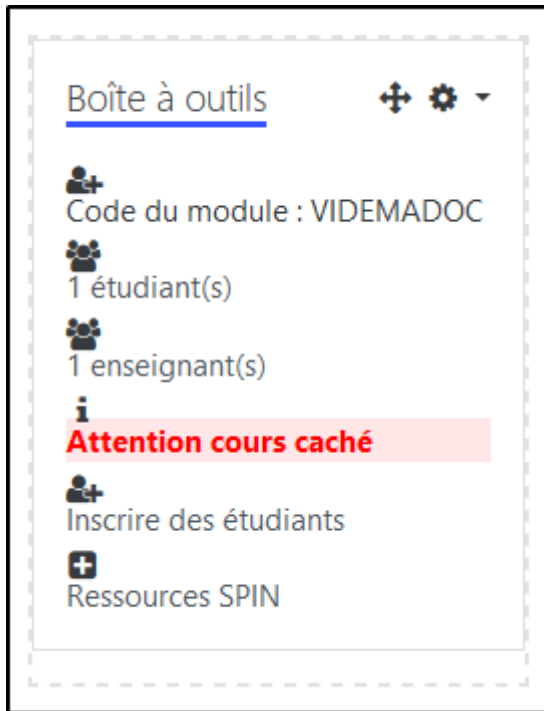 Boîte à outils
Code du module : VIDEMADOC
1 étudiant(s)
1 enseignant(s)
Attention cours caché
Inscrire des étudiants
Ressources SPIN